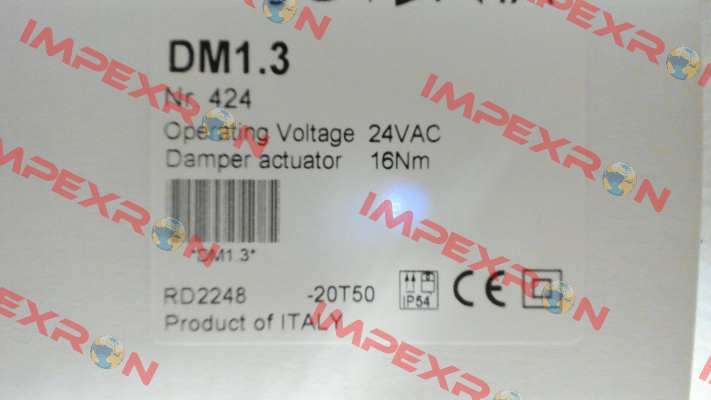 DM1.3
Nr. 424
Operating Voltage 24VAC
Damper actuator 16Nm
*DM1.3*
RD2248 -20T50 IP54 CE
Product of ITALY
IMPEXRON
IMPEXRON
IMPEXRON
IMPEXRON
IMPEXRON
IMPEXRON